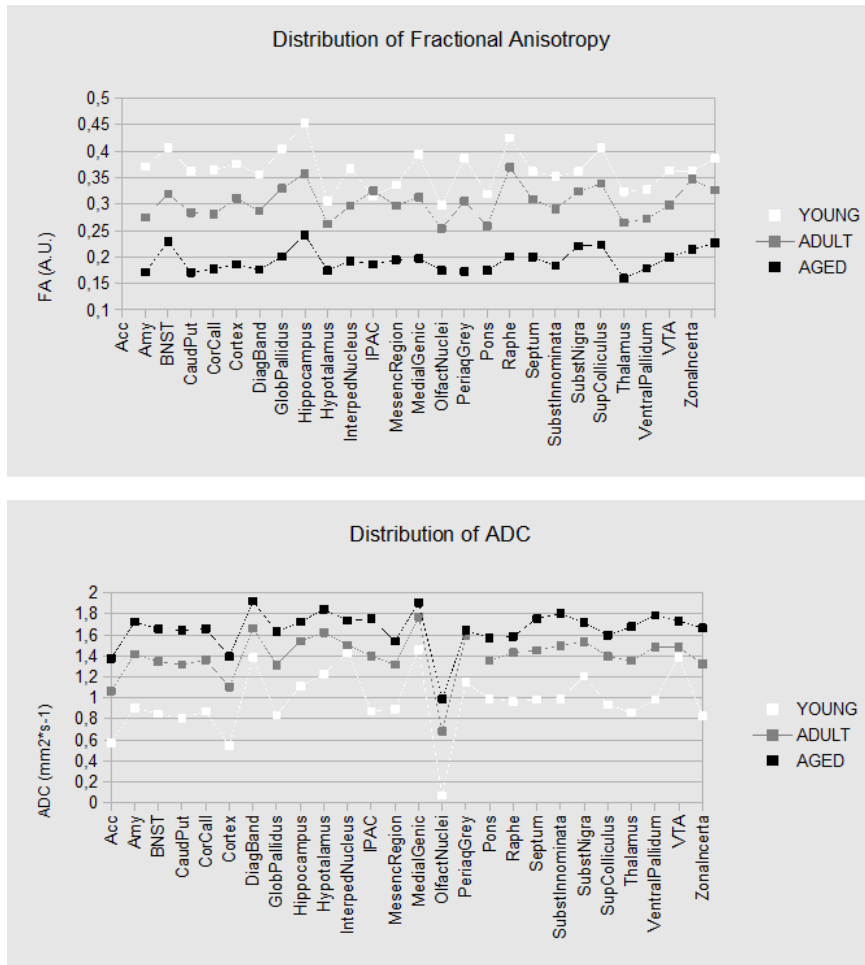 Distribution of Fractional Anisotropy
0,5
0,45
0,4
0,35
0,3
0,25
0,2
0,15
0,1
FA (A.U.)
Acc
Amy
BNST
CaudPut
CorCall
Cortex
DiagBand
GlobPallidus
Hippocampus
Hypotalamus
InterpedNucleus
IPAC
MesencRegion
MedialGenic
OlfactNuclei
PeriaqGrey
Pons
Raphe
Septum
SubstInnominata
SubstNigra
SupColliculus
Thalamus
VentralPallidum
VTA
ZonaIncerta
YOUNG
ADULT
AGED
Distribution of ADC
2
1,8
1,6
1,4
1,2
1
0,8
0,6
0,4
0,2
0
ADC (mm2*s-1)
Acc
Amy
BNST
CaudPut
CorCall
Cortex
DiagBand
GlobPallidus
Hippocampus
Hypotalamus
InterpedNucleus
IPAC
MesencRegion
MedialGenic
OlfactNuclei
PeriaqGrey
Pons
Raphe
Septum
SubstInnominata
SubstNigra
SupColliculus
Thalamus
VentralPallidum
VTA
ZonaIncerta
YOUNG
ADULT
AGED